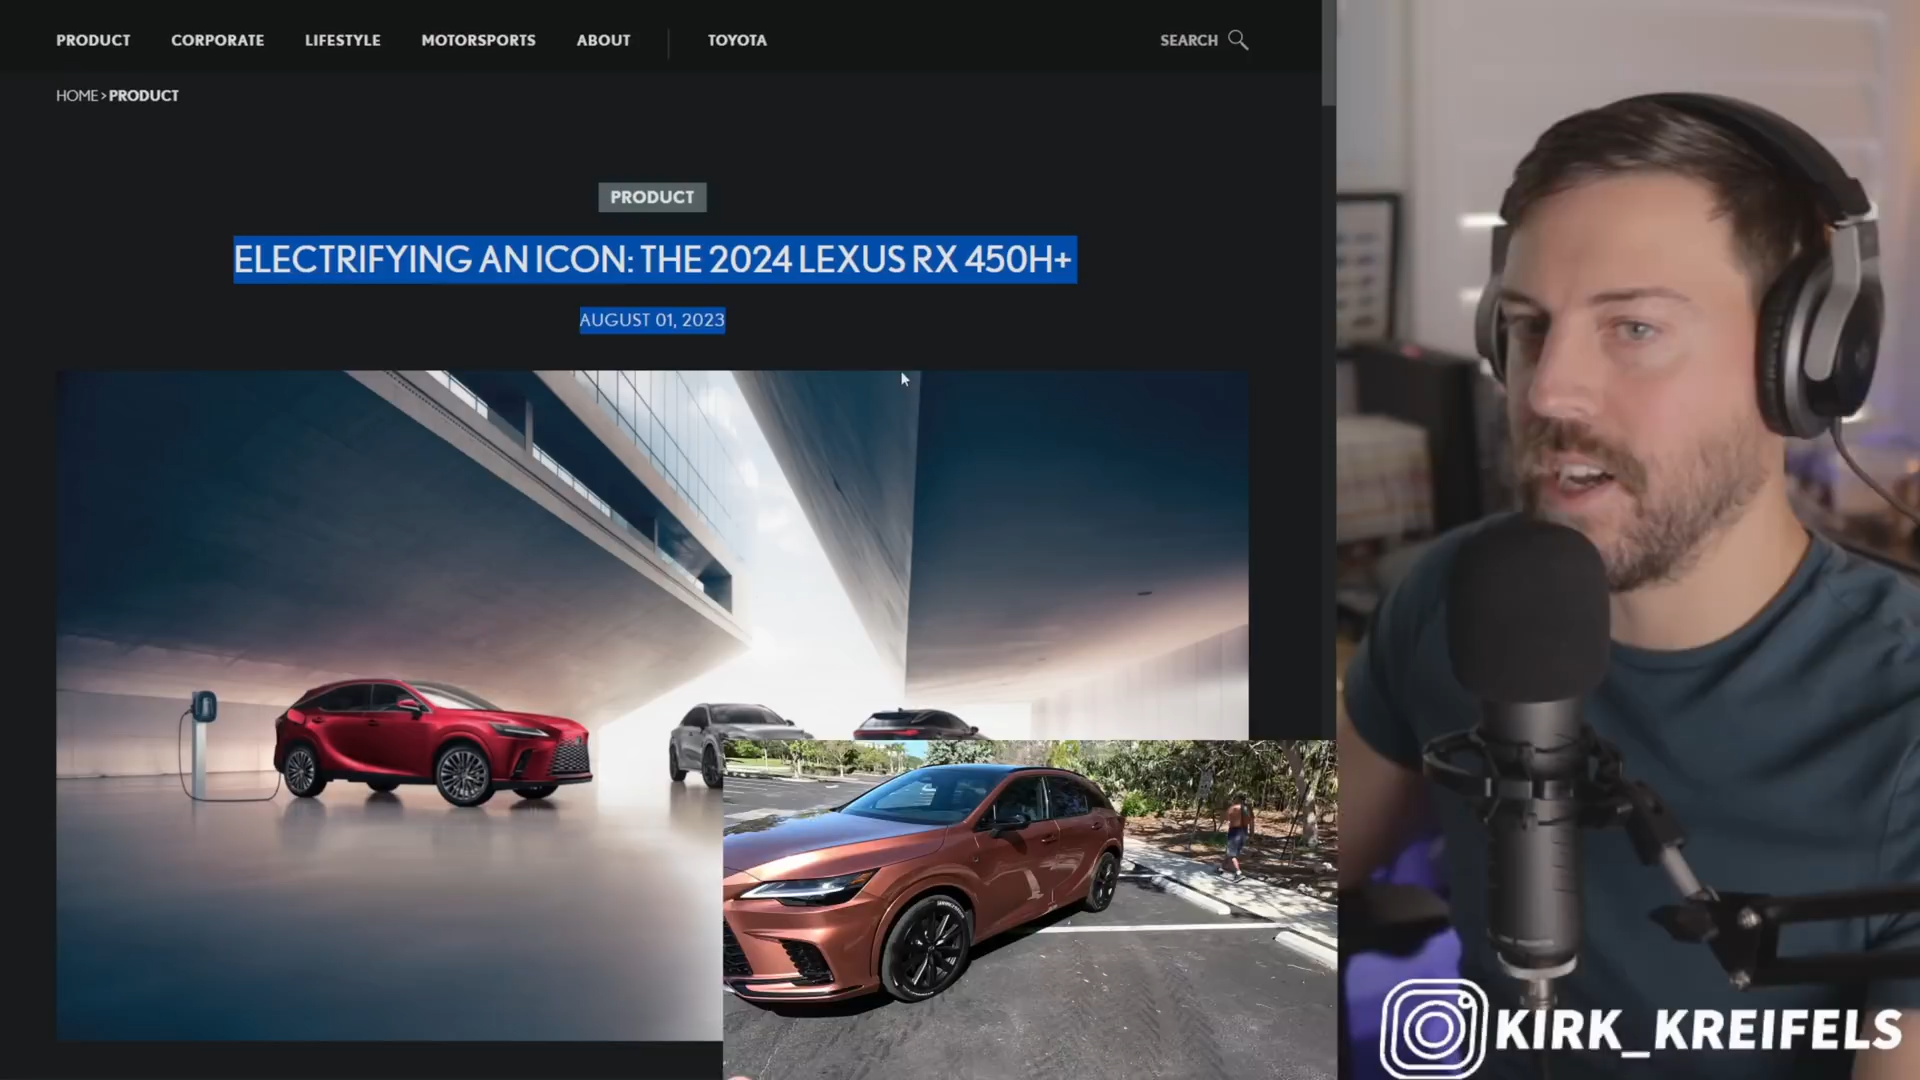 PRODUCT CORPORATE LIFESTYLE MOTORSPORTS ABOUT TOYOTA SEARCH
HOME > PRODUCT
PRODUCT
ELECTRIFYING AN ICON: THE 2024 LEXUS RX 450H+
AUGUST 01, 2023
KIRK_KREIFELS